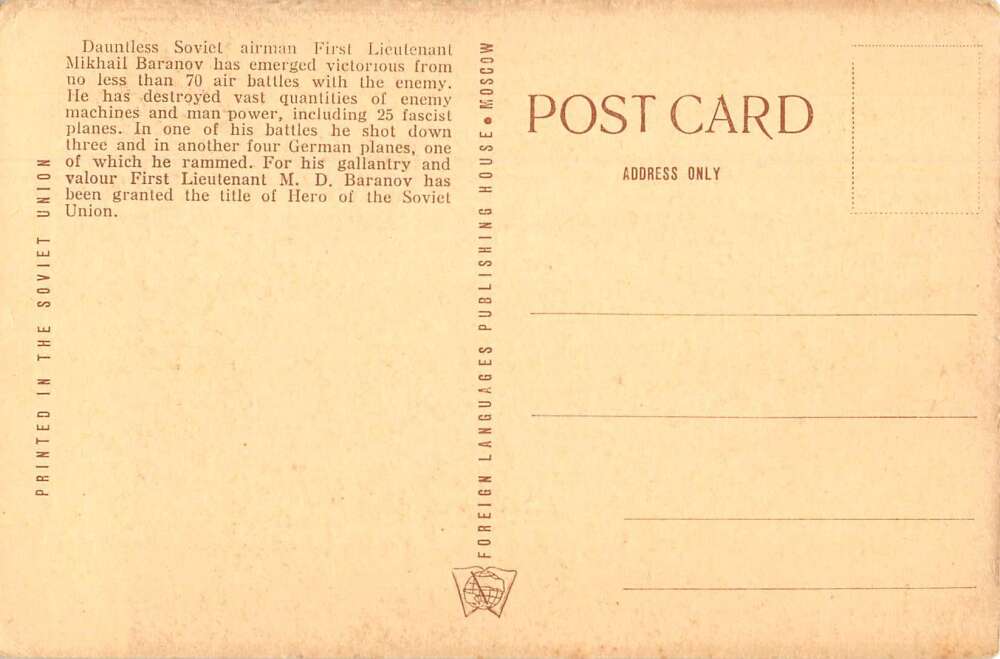 Dauntless Soviet airman First Lieutenant
Mikhail Baranov has emerged victorious from
no less than 70 air battles with the enemy.
He has destroyed vast quantities of enemy
machines and man power, including 25 fascist
planes. In one of his battles he shot down
three and in another four German planes, one
of which he rammed. For his gallantry and
valour First Lieutenant M. D. Baranov has
been granted the title of Hero of the Soviet
Union.
PRINTED IN THE SOVIET UNION
FOREIGN LANGUAGES PUBLISHING HOUSE • MOSCOW
POST CARD
ADDRESS ONLY